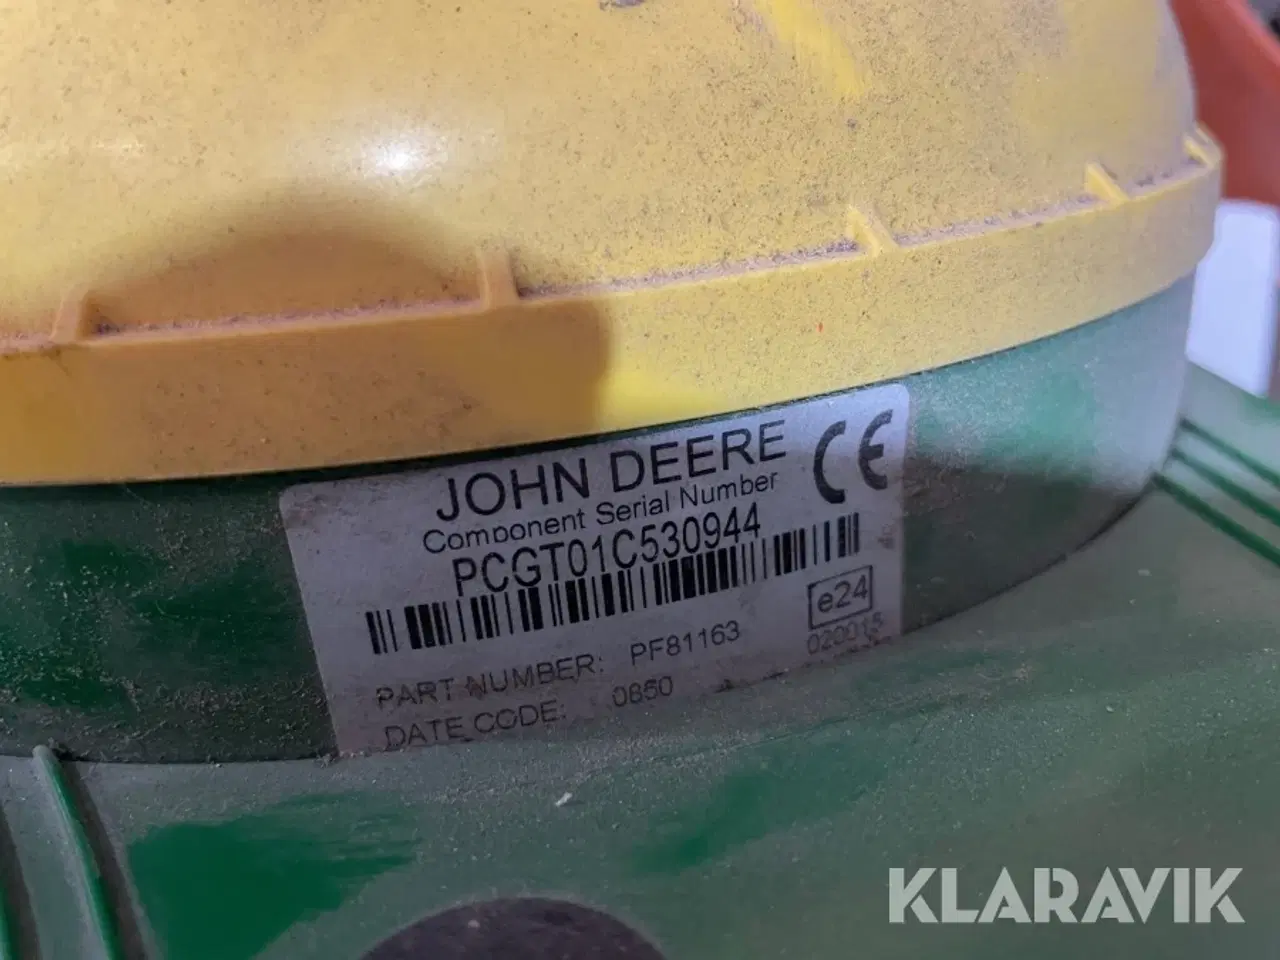 JOHN DEERE
CE
Component Serial Number
PCGT01C530944
e24
020015
PART NUMBER: PF81163
DATE CODE: 0650
KLARAVIK